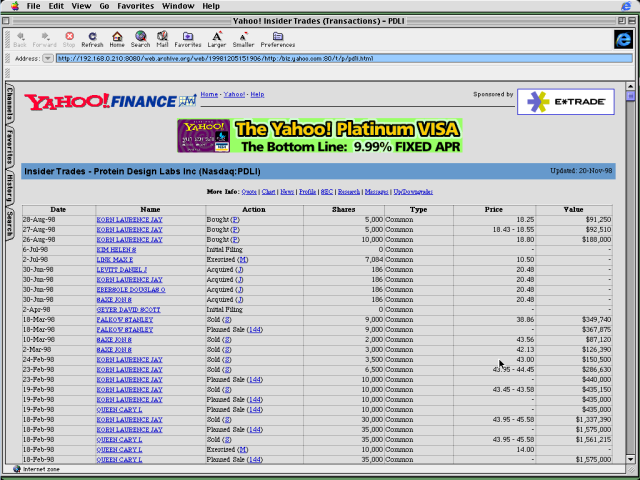 File Edit View Go Favorites Window Help
Yahoo! Insider Trades (Transactions) - PDLI
Back Forward Stop Refresh Home Search Mail Favorites Larger Smaller Preferences
Address: http://192.168.0.210:8080/web.archive.org/web/19981205151906/http:/biz.yahoo.com:80/t/p/pdli.html
Channels
Favorites
History
Search
YAHOO! FINANCE
Home - Yahoo! - Help
Sponsored by
E*TRADE
YAHOO!
The Yahoo! Platinum VISA
The Bottom Line: 9.99% FIXED APR
Insider Trades - Protein Design Labs Inc (Nasdaq:PDLI) Updated: 20-Nov-98
More Info: Quote | Chart | News | Profile | SEC | Research | Messages | Up/Downgrades
Date Name Action Shares Type Price Value
28-Aug-98 KORN LAURENCE JAY Bought (P) 5,000 Common 18.25 $91,250
27-Aug-98 KORN LAURENCE JAY Bought (P) 5,000 Common 18.43 - 18.55 $92,510
26-Aug-98 KORN LAURENCE JAY Bought (P) 10,000 Common 18.80 $188,000
6-Jul-98 KIM HELEN S Initial Filing 0 Common - -
2-Jul-98 LINK MAX E Exercised (M) 7,084 Common 10.50 -
30-Jun-98 LEVITT DANIEL J Acquired (J) 186 Common 20.48 -
30-Jun-98 KORN LAURENCE JAY Acquired (J) 186 Common 20.48 -
30-Jun-98 EBERSOLE DOUGLAS O Acquired (J) 186 Common 20.48 -
30-Jun-98 SAXE JON S Acquired (J) 186 Common 20.48 -
2-Apr-98 GEYER DAVID SCOTT Initial Filing 0 Common - -
18-Mar-98 FALKOW STANLEY Sold (S) 9,000 Common 38.86 $349,740
18-Mar-98 FALKOW STANLEY Planned Sale (144) 9,000 Common - $367,875
10-Mar-98 SAXE JON S Sold (S) 2,000 Common 43.56 $87,120
2-Mar-98 SAXE JON S Sold (S) 3,000 Common 42.13 $126,390
24-Feb-98 KORN LAURENCE JAY Sold (S) 3,500 Common 43.00 $150,500
23-Feb-98 KORN LAURENCE JAY Sold (S) 6,500 Common 43.95 - 44.45 $286,630
23-Feb-98 KORN LAURENCE JAY Planned Sale (144) 10,000 Common - $440,000
19-Feb-98 KORN LAURENCE JAY Sold (S) 10,000 Common 43.45 - 43.58 $435,150
19-Feb-98 KORN LAURENCE JAY Planned Sale (144) 10,000 Common - $435,000
19-Feb-98 QUEEN CARY L Planned Sale (144) 10,000 Common - $435,000
18-Feb-98 KORN LAURENCE JAY Sold (S) 30,000 Common 43.95 - 45.58 $1,337,390
18-Feb-98 KORN LAURENCE JAY Planned Sale (144) 35,000 Common - $1,575,000
18-Feb-98 QUEEN CARY L Sold (S) 35,000 Common 43.95 - 45.58 $1,561,215
18-Feb-98 QUEEN CARY L Exercised (M) 10,000 Common 14.00 -
18-Feb-98 QUEEN CARY L Planned Sale (144) 35,000 Common - $1,575,000
Internet zone